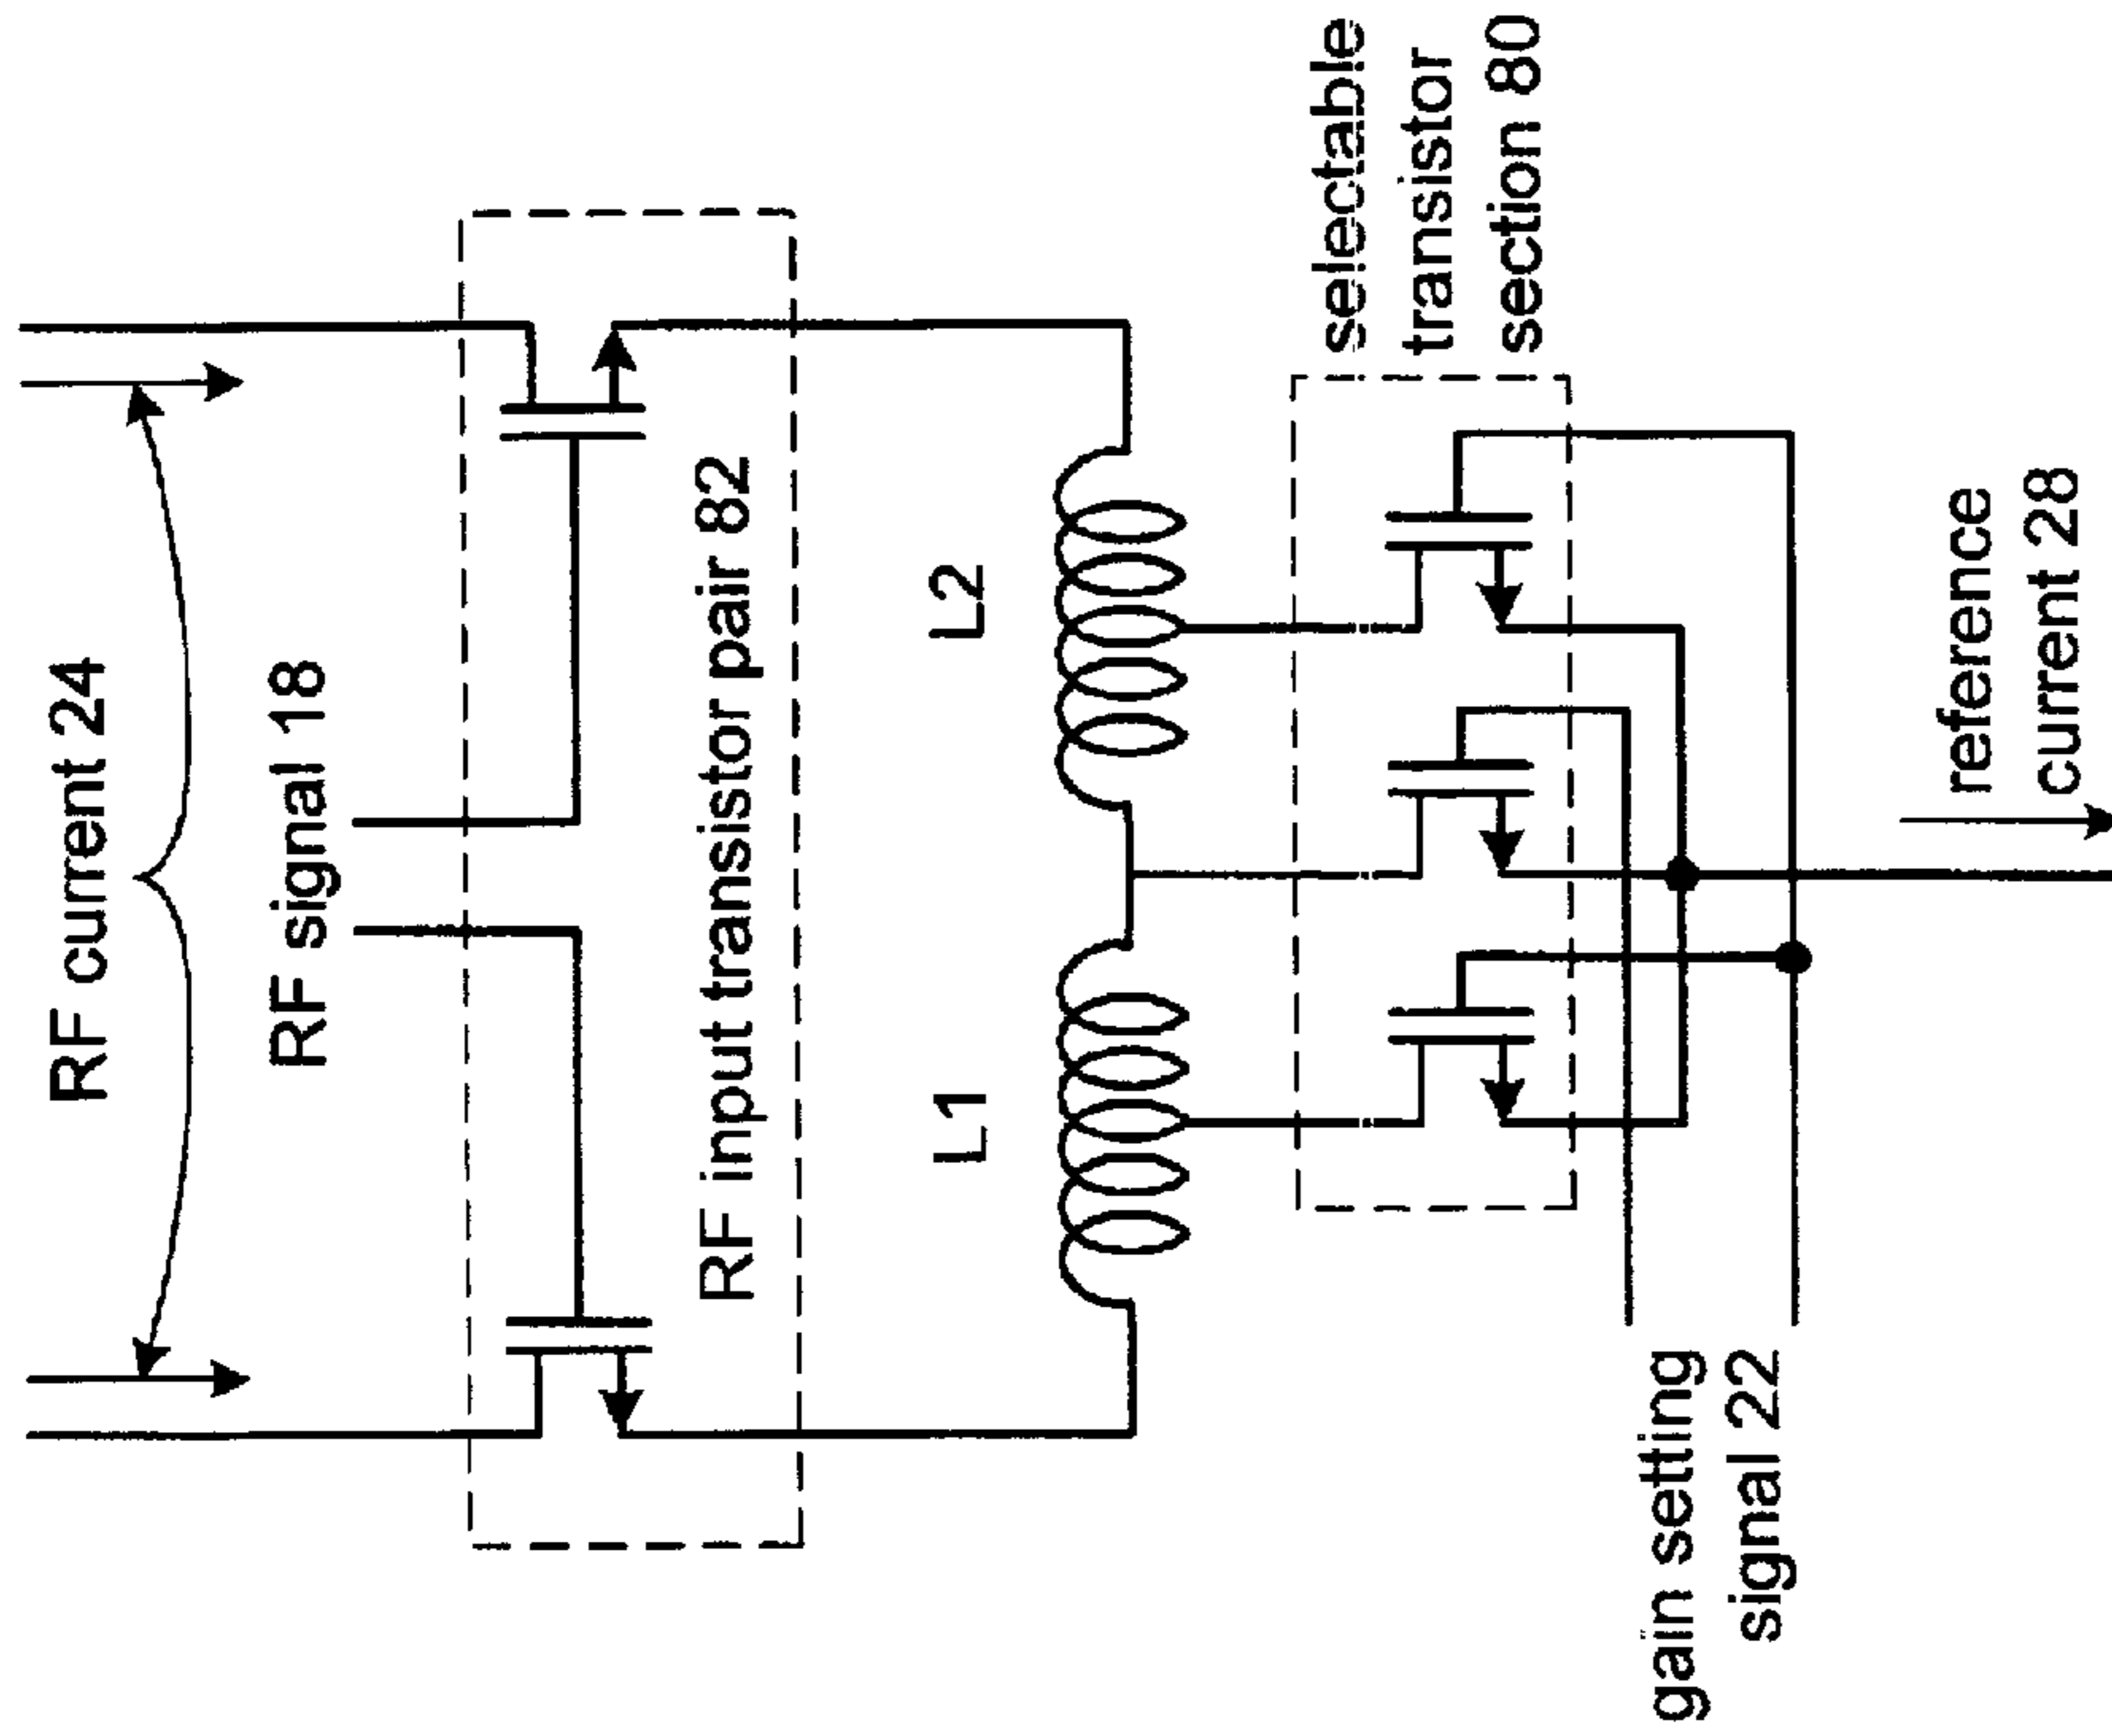 RF current 24
RF signal 18
RF input transistor pair 82
L1
L2
selectable
transistor
section 80
gain setting
signal 22
reference
current 28